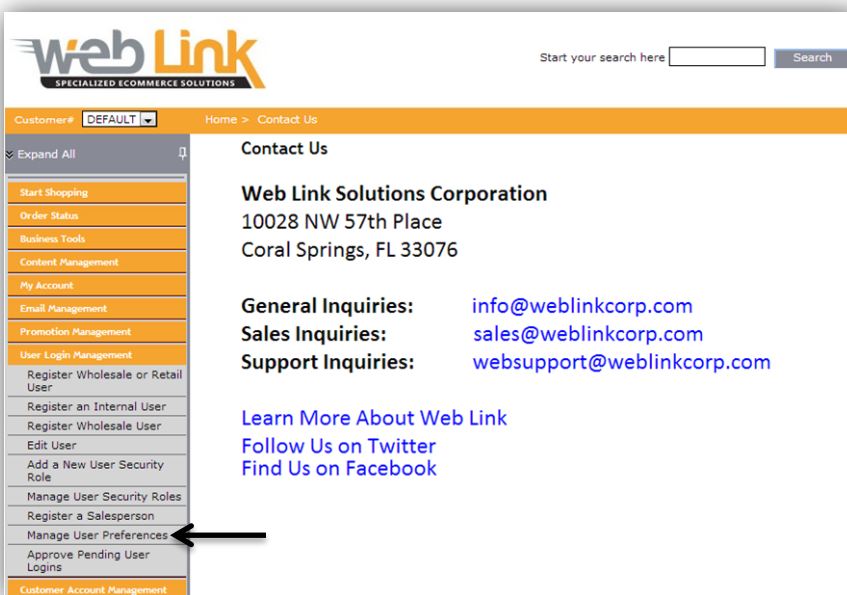 web Link
SPECIALIZED ECOMMERCE SOLUTIONS
Start your search here
Search
Customer# DEFAULT
Home > Contact Us
Expand All
Start Shopping
Order Status
Business Tools
Content Management
My Account
Email Management
Promotion Management
User Login Management
Register Wholesale or Retail
User
Register an Internal User
Register Wholesale User
Edit User
Add a New User Security
Role
Manage User Security Roles
Register a Salesperson
Manage User Preferences
Approve Pending User
Logins
Customer Account Management
Contact Us
Web Link Solutions Corporation
10028 NW 57th Place
Coral Springs, FL 33076
General Inquiries: info@weblinkcorp.com
Sales Inquiries: sales@weblinkcorp.com
Support Inquiries: websupport@weblinkcorp.com
Learn More About Web Link
Follow Us on Twitter
Find Us on Facebook